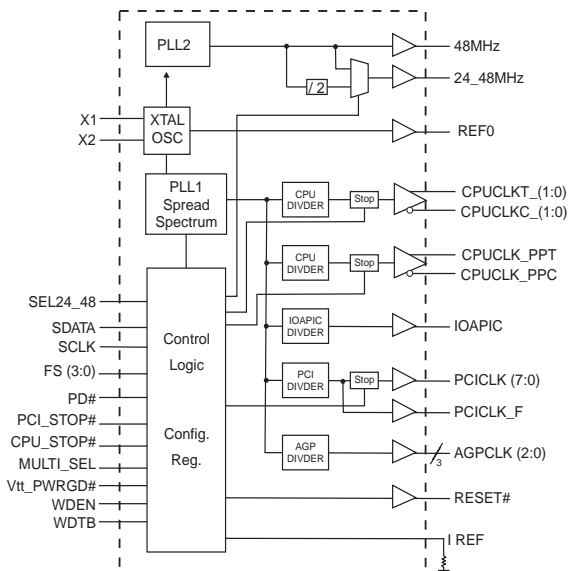 PLL2
48MHz
/ 2
24_48MHz
X1
X2
XTAL
OSC
REF0
PLL1
Spread
Spectrum
CPU
DIVDER
Stop
CPUCLKT_(1:0)
CPUCLKC_(1:0)
CPU
DIVDER
Stop
CPUCLK_PPT
CPUCLK_PPC
SEL24_48
SDATA
SCLK
FS (3:0)
PD#
PCI_STOP#
CPU_STOP#
MULTI_SEL
Vtt_PWRGD#
WDEN
WDTB
Control
Logic
Config.
Reg.
IOAPIC
DIVDER
IOAPIC
PCI
DIVDER
Stop
PCICLK (7:0)
PCICLK_F
AGP
DIVDER
3
AGPCLK (2:0)
RESET#
I REF